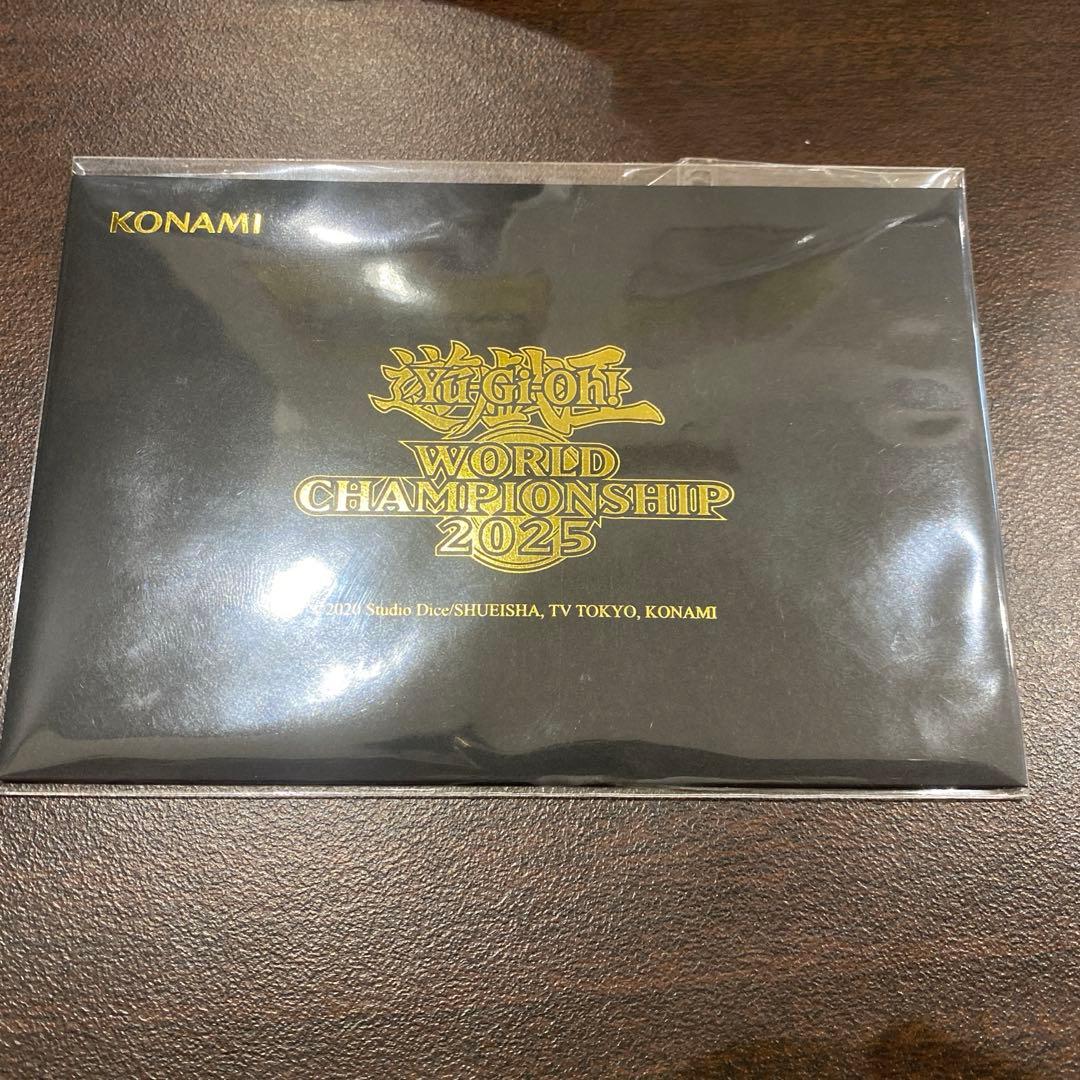 KONAMI
遊戯王
Yu-Gi-Oh!
WORLD
CHAMPIONSHIP
2025
©2020 Studio Dice/SHUEISHA, TV TOKYO, KONAMI